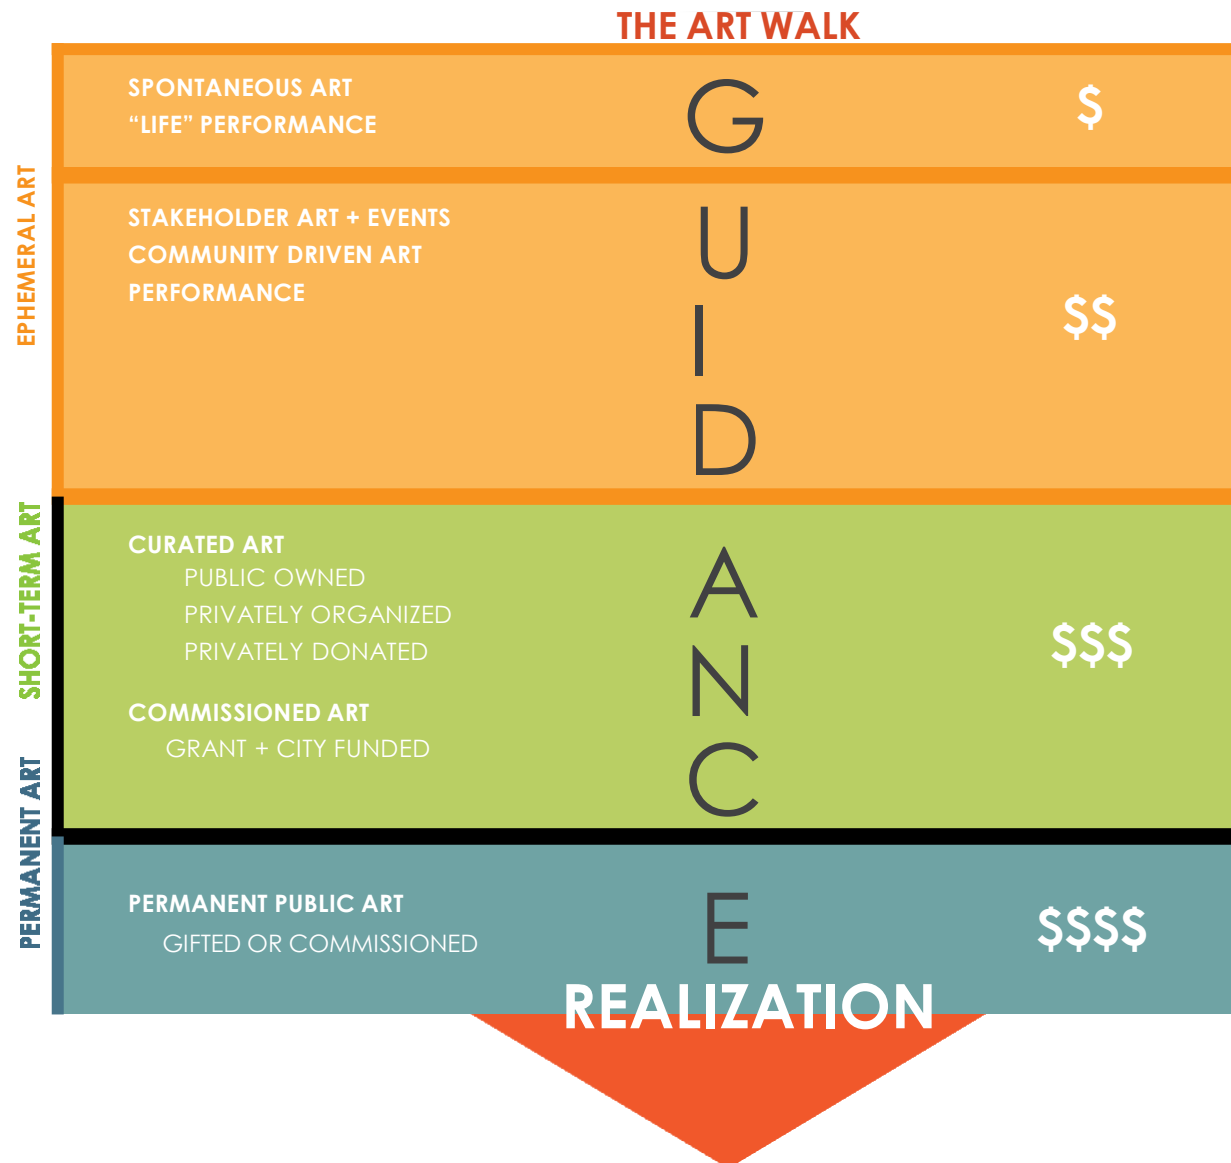 THE ART WALK
EPHEMERAL ART
SPONTANEOUS ART
“LIFE” PERFORMANCE
$
STAKEHOLDER ART + EVENTS
COMMUNITY DRIVEN ART
PERFORMANCE
$$
SHORT-TERM ART
CURATED ART
PUBLIC OWNED
PRIVATELY ORGANIZED
PRIVATELY DONATED
COMMISSIONED ART
GRANT + CITY FUNDED
$$$
PERMANENT ART
PERMANENT PUBLIC ART
GIFTED OR COMMISSIONED
$$$$
GUIDANCE
REALIZATION